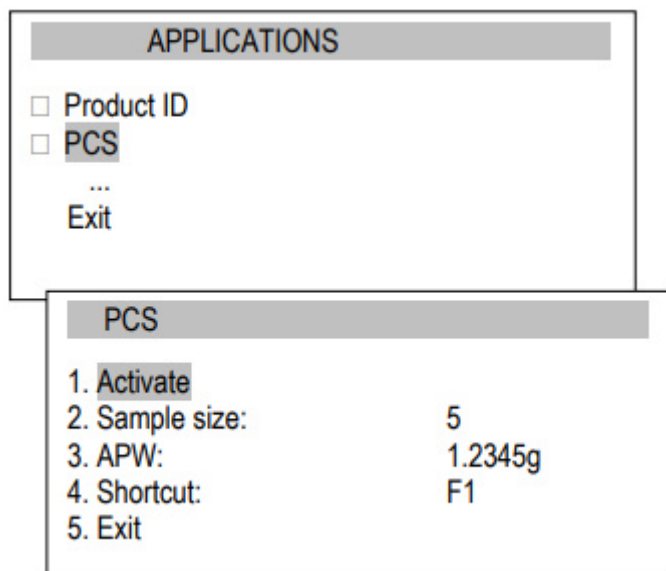 APPLICATIONS
Product ID
PCS
...
Exit
PCS
1. Activate
2. Sample size: 5
3. APW: 1.2345g
4. Shortcut: F1
5. Exit